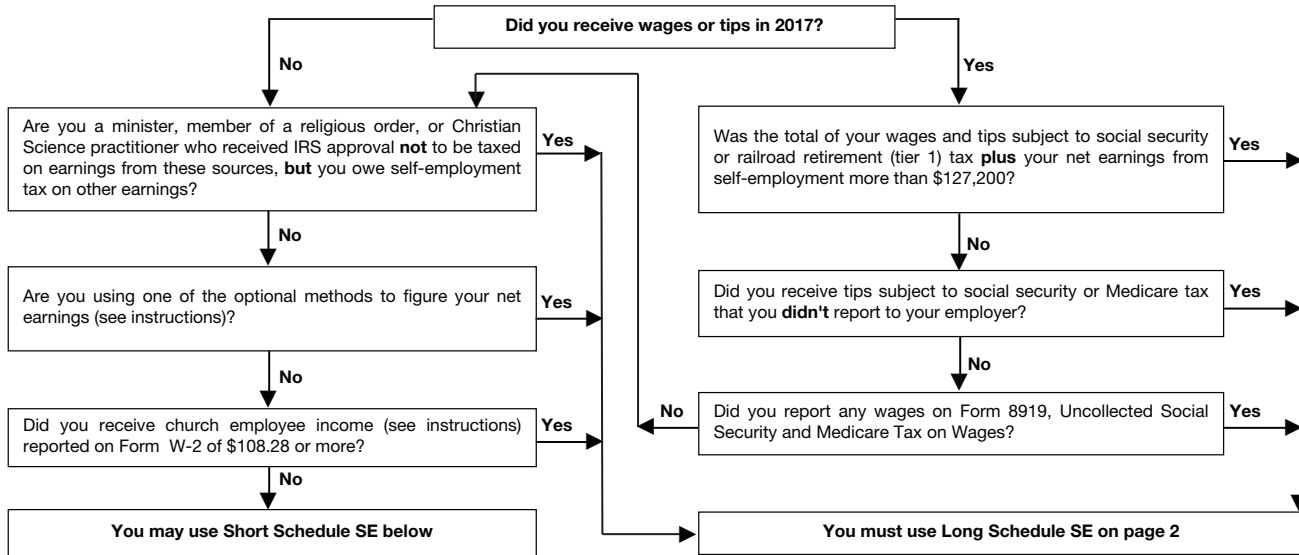 Did you receive wages or tips in 2017?
No
Yes
Are you a minister, member of a religious order, or Christian
Science practitioner who received IRS approval not to be taxed
on earnings from these sources, but you owe self-employment
tax on other earnings?
Yes
Was the total of your wages and tips subject to social security
or railroad retirement (tier 1) tax plus your net earnings from
self-employment more than $127,200?
Yes
No
No
Are you using one of the optional methods to figure your net
earnings (see instructions)?
Yes
Did you receive tips subject to social security or Medicare tax
that you didn't report to your employer?
Yes
No
No
Did you receive church employee income (see instructions)
reported on Form W-2 of $108.28 or more?
Yes
No
Did you report any wages on Form 8919, Uncollected Social
Security and Medicare Tax on Wages?
Yes
No
You may use Short Schedule SE below
You must use Long Schedule SE on page 2